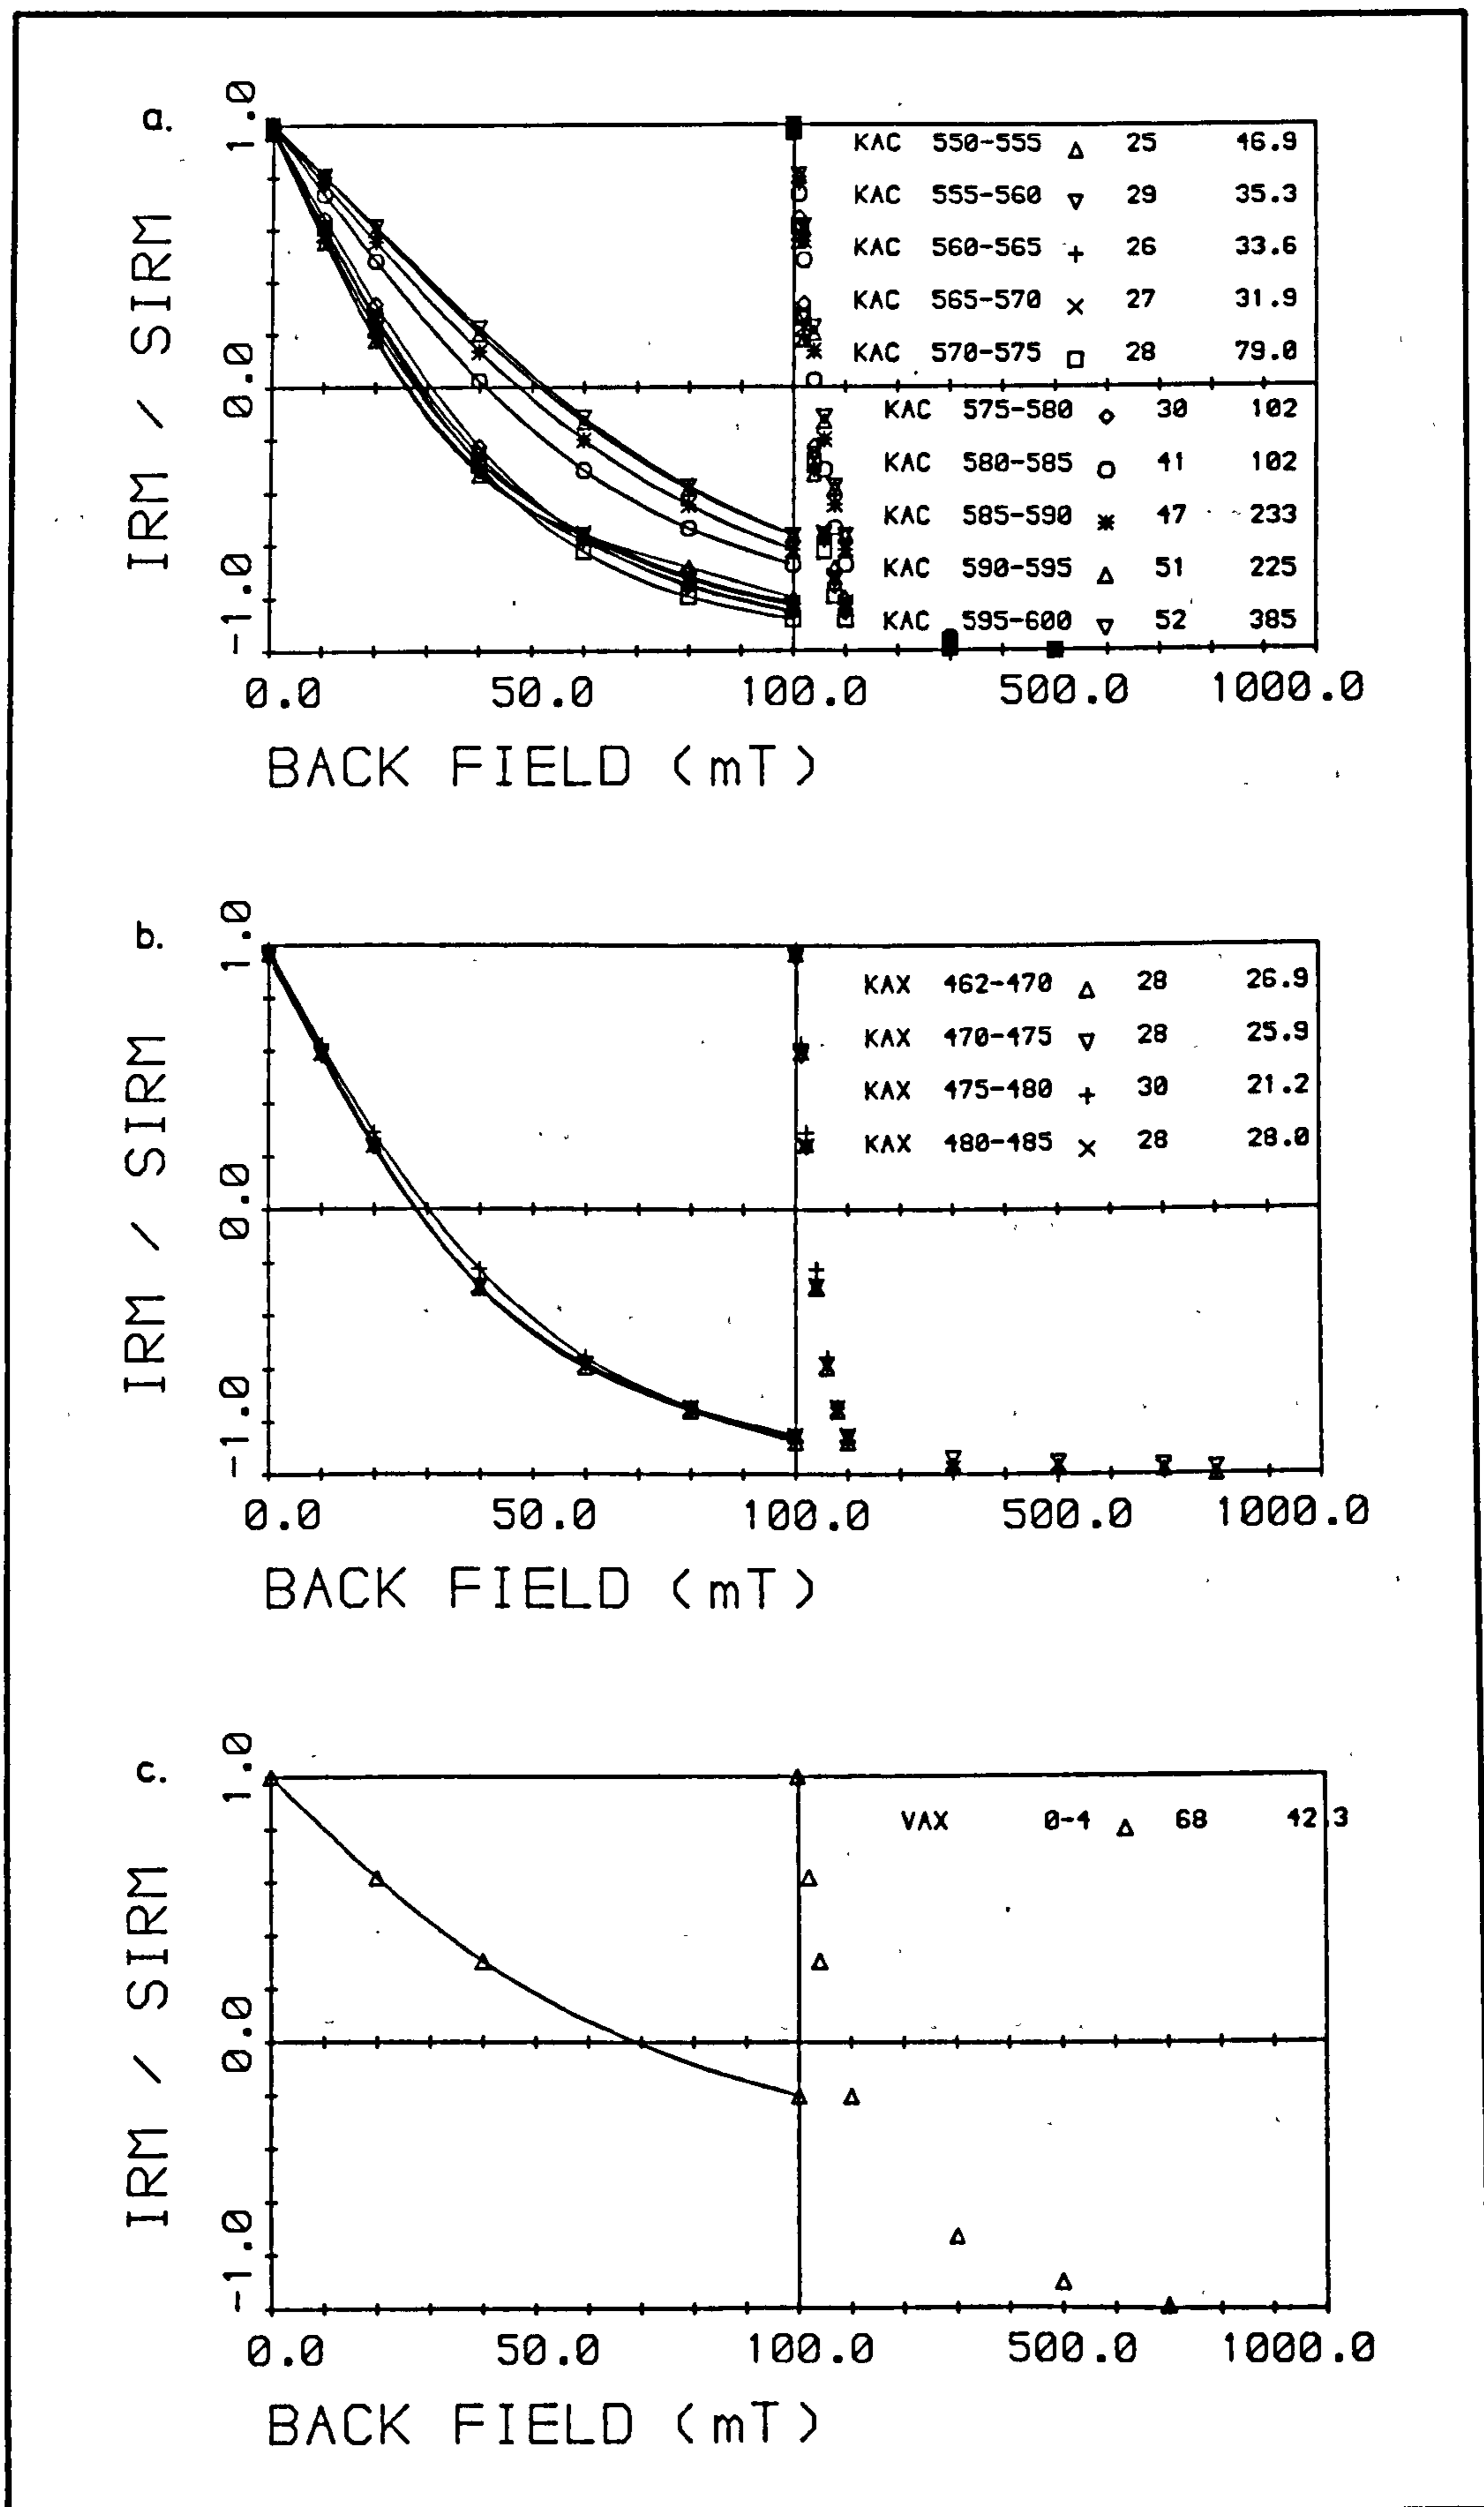 a.
1.0
0.0
-1.0
IRM / SIRM
KAC 550-555 △ 25 46.9
KAC 555-560 ▽ 29 35.3
KAC 560-565 + 26 33.6
KAC 565-570 × 27 31.9
KAC 570-575 □ 28 79.0
KAC 575-580 ◇ 30 102
KAC 580-585 ○ 41 102
KAC 585-590 ✳ 47 233
KAC 590-595 △ 51 225
KAC 595-600 ▽ 52 385
0.0 50.0 100.0 500.0 1000.0
BACK FIELD (mT)
b.
1.0
0.0
-1.0
IRM / SIRM
KAX 462-470 △ 28 26.9
KAX 470-475 ▽ 28 25.9
KAX 475-480 + 30 21.2
KAX 480-485 × 28 28.0
0.0 50.0 100.0 500.0 1000.0
BACK FIELD (mT)
c.
1.0
0.0
-1.0
IRM / SIRM
VAX 0-4 △ 68 42.3
0.0 50.0 100.0 500.0 1000.0
BACK FIELD (mT)